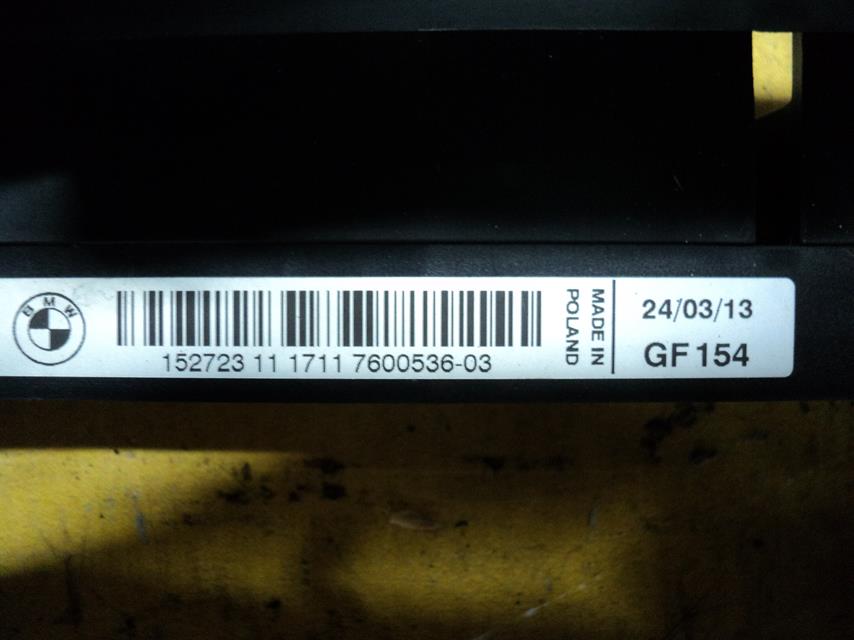 BMW
152723 11 1711 7600536-03
MADE IN
POLAND
24/03/13
GF 154